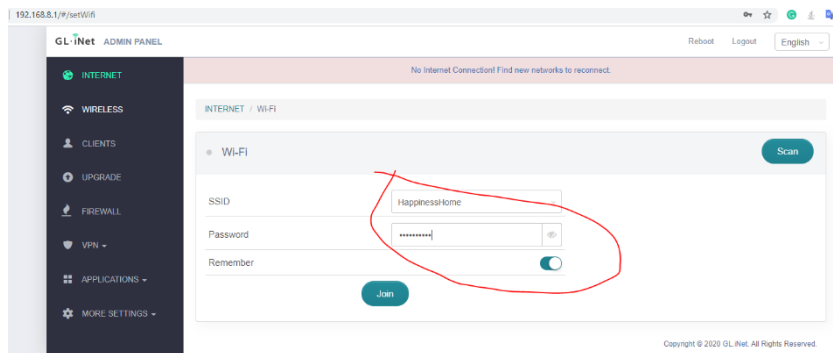 192.168.8.1/#/setWifi
GL·iNet ADMIN PANEL
Reboot Logout English
No Internet Connection! Find new networks to reconnect.
INTERNET
WIRELESS
CLIENTS
UPGRADE
FIREWALL
VPN
APPLICATIONS
MORE SETTINGS
INTERNET / Wi-Fi
Wi-Fi
Scan
SSID HappinessHome
Password ••••••••••
Remember
Join
Copyright © 2020 GL.iNet. All Rights Reserved.